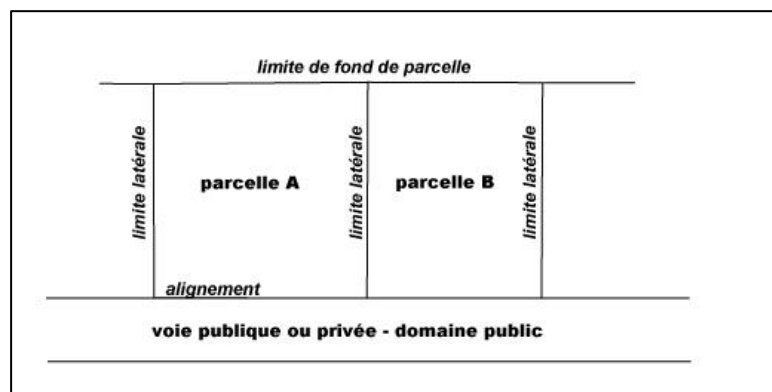 limite de fond de parcelle
limite latérale
parcelle A
limite latérale
parcelle B
limite latérale
alignement
voie publique ou privée - domaine public